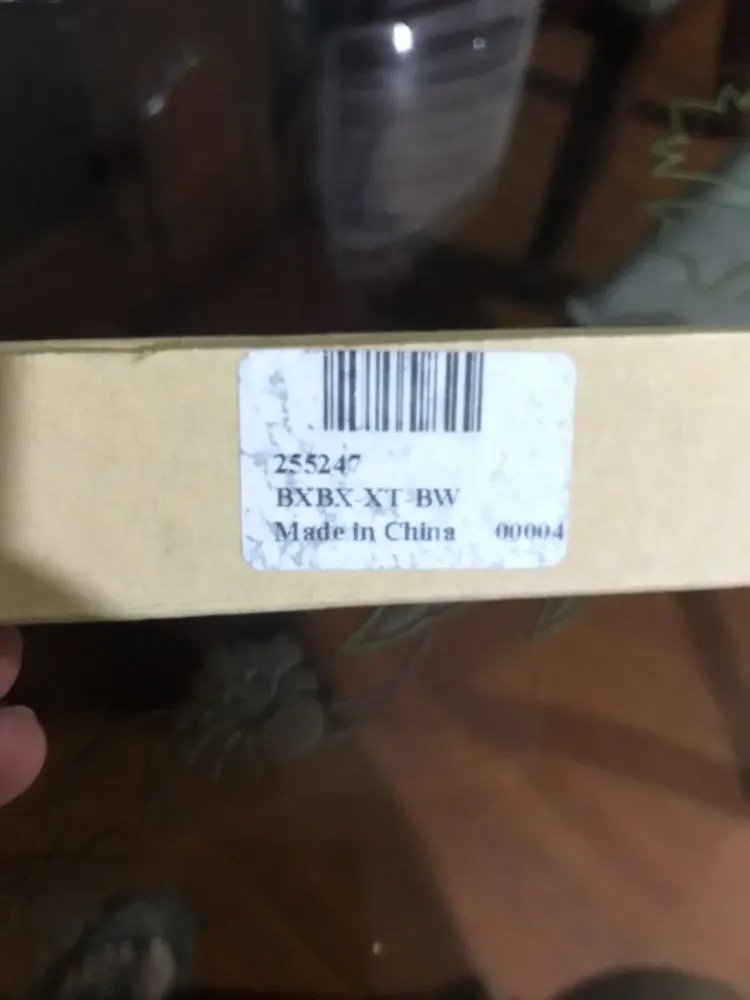 255247
BXBX-XT-BW
Made in China 00004